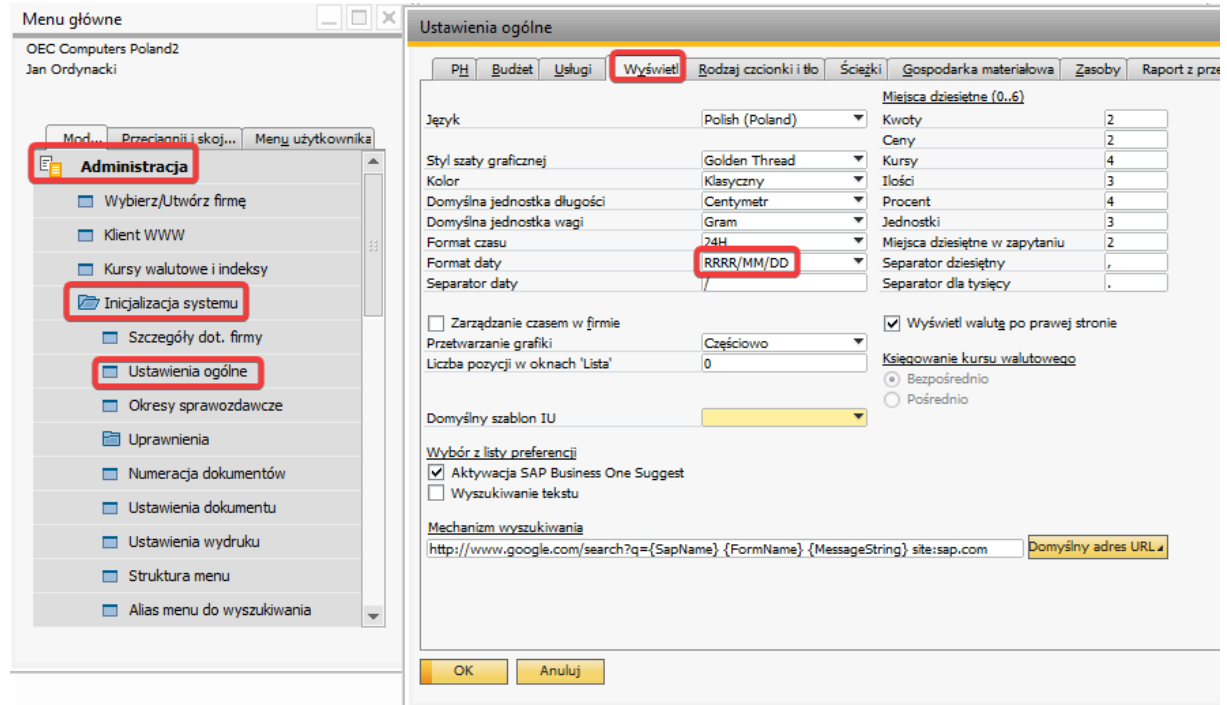 Menu główne
OEC Computers Poland2
Jan Ordynacki
Mod... Przeciągnij i skoj... Menu użytkownika
Administracja
Wybierz/Utwórz firmę
Klient WWW
Kursy walutowe i indeksy
Inicjalizacja systemu
Szczegóły dot. firmy
Ustawienia ogólne
Okresy sprawozdawcze
Uprawnienia
Numeracja dokumentów
Ustawienia dokumentu
Ustawienia wydruku
Struktura menu
Alias menu do wyszukiwania
Ustawienia ogólne
PH Budżet Usługi Wyświetl Rodzaj czcionki i tło Ścieżki Gospodarka materiałowa Zasoby Raport z prze
Język Polish (Poland)
Styl szaty graficznej Golden Thread
Kolor Klasyczny
Domyślna jednostka długości Centymetr
Domyślna jednostka wagi Gram
Format czasu 24H
Format daty RRRR/MM/DD
Separator daty /
Zarządzanie czasem w firmie
Przetwarzanie grafiki Częściowo
Liczba pozycji w oknach 'Lista' 0
Domyślny szablon IU
Miejsca dziesiętne (0..6)
Kwoty 2
Ceny 2
Kursy 4
Ilości 3
Procent 4
Jednostki 3
Miejsca dziesiętne w zapytaniu 2
Separator dziesiętny ,
Separator dla tysięcy .
Wyświetl walutę po prawej stronie
Księgowanie kursu walutowego
Bezpośrednio
Pośrednio
Wybór z listy preferencji
Aktywacja SAP Business One Suggest
Wyszukiwanie tekstu
Mechanizm wyszukiwania
http://www.google.com/search?q={SapName} {FormName} {MessageString} site:sap.com Domyślny adres URL
OK Anuluj